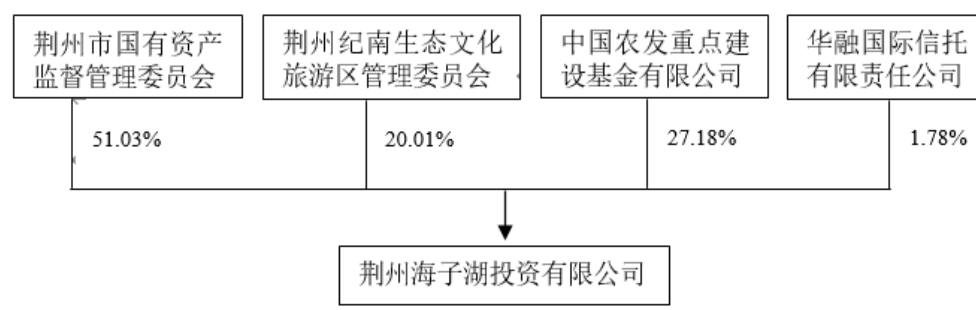 荆州市国有资产
监督管理委员会
荆州纪南生态文化
旅游区管理委员会
中国农发重点建
设基金有限公司
华融国际信托
有限责任公司
51.03%
20.01%
27.18%
1.78%
荆州海子湖投资有限公司